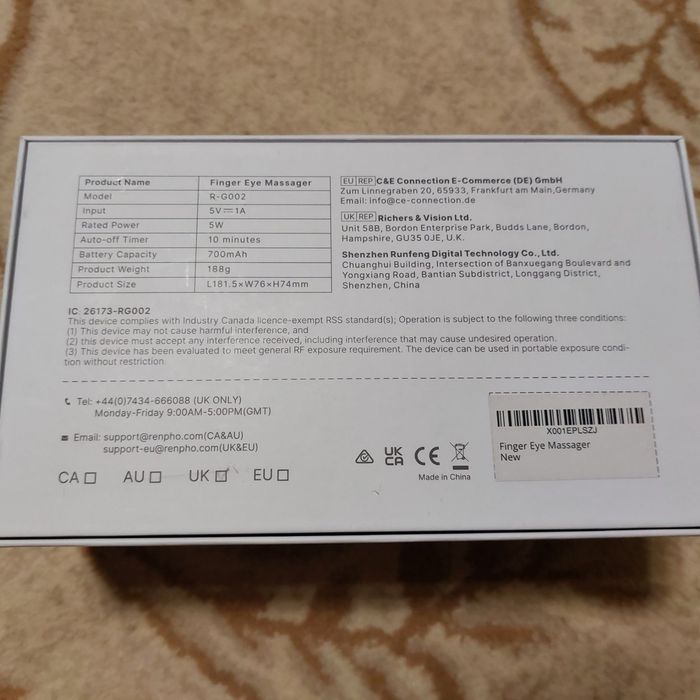 Product Name Finger Eye Massager
Model R-G002
Input 5V⎓1A
Rated Power 5W
Auto-off Timer 10 minutes
Battery Capacity 700mAh
Product Weight 188g
Product Size L181.5×W76×H74mm
EU REP C&E Connection E-Commerce (DE) GmbH
Zum Linnegraben 20, 65933, Frankfurt am Main,Germany
Email: info@ce-connection.de
UK REP Richers & Vision Ltd.
Unit 58B, Bordon Enterprise Park, Budds Lane, Bordon,
Hampshire, GU35 0JE, U.K.
Shenzhen Runfeng Digital Technology Co., Ltd.
Chuanghui Building, Intersection of Banxuegang Boulevard and
Yongxiang Road, Bantian Subdistrict, Longgang District,
Shenzhen, China
IC: 26173-RG002
This device complies with Industry Canada licence-exempt RSS standard(s); Operation is subject to the following three conditions:
(1) This device may not cause harmful interference, and
(2) this device must accept any interference received, including interference that may cause undesired operation.
(3) This device has been evaluated to meet general RF exposure requirement. The device can be used in portable exposure condi-
tion without restriction.
Tel: +44(0)7434-666088 (UK ONLY)
Monday-Friday 9:00AM-5:00PM(GMT)
Email: support@renpho.com(CA&AU)
support-eu@renpho.com(UK&EU)
CA AU UK EU
UK
CA
CE
Made in China
X001EPLSZJ
Finger Eye Massager
New